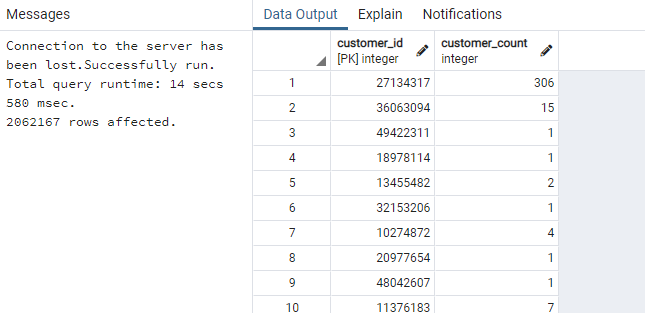 Messages
Connection to the server has
been lost.Successfully run.
Total query runtime: 14 secs
580 msec.
2062167 rows affected.
Data Output Explain Notifications
customer_id customer_count
[PK] integer integer
1 27134317 306
2 36063094 15
3 49422311 1
4 18978114 1
5 13455482 2
6 32153206 1
7 10274872 4
8 20977654 1
9 48042607 1
10 11376183 7